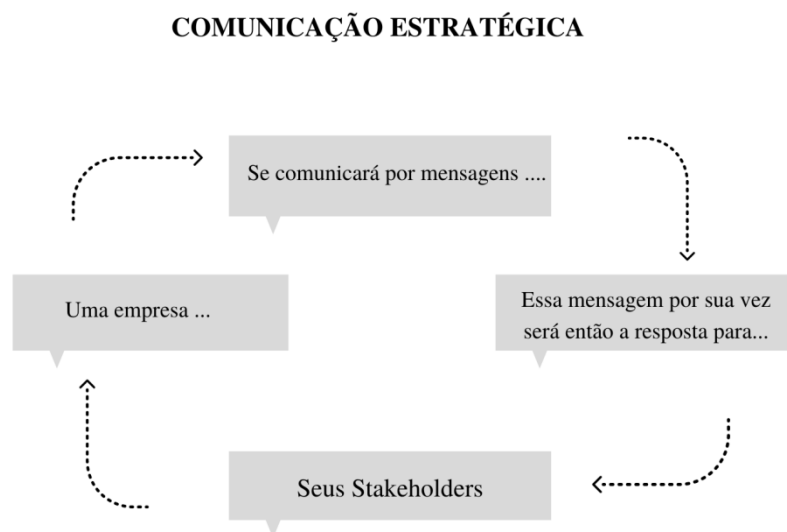 COMUNICAÇÃO ESTRATÉGICA
Se comunicará por mensagens ....
Uma empresa ...
Essa mensagem por sua vez
será então a resposta para...
Seus Stakeholders